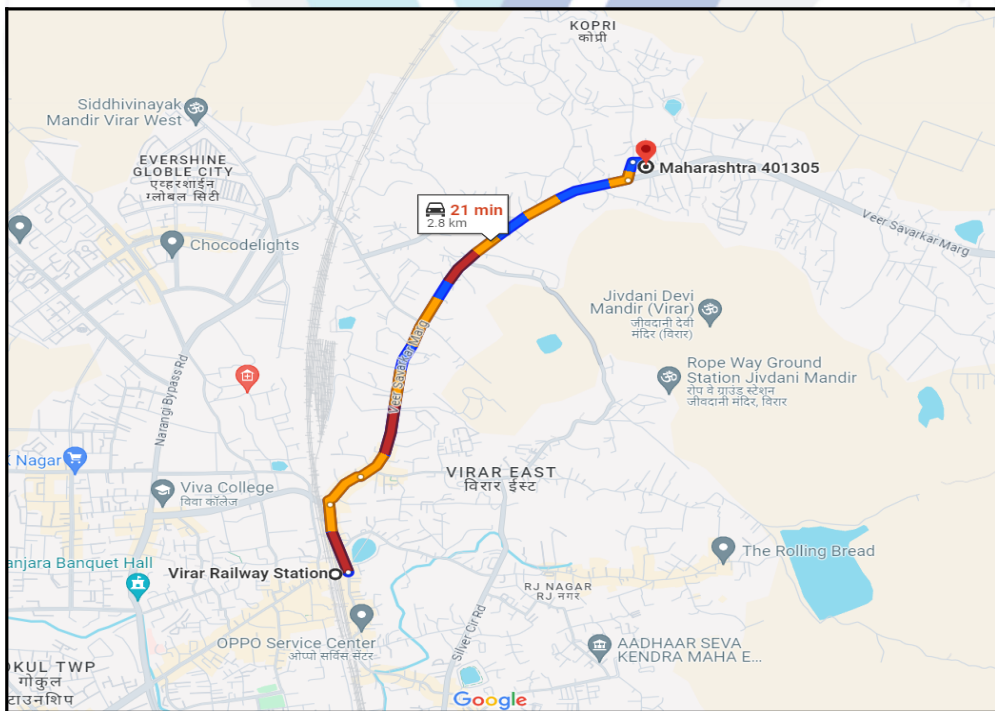 KOPRI
कोप्री
Siddhivinayak
Mandir Virar West
EVERSHINE
GLOBLE CITY
एव्हरशाईन
ग्लोबल सिटी
Maharashtra 401305
21 min
2.8 km
Veer Savarkar Marg
Chocodelights
Jivdani Devi
Mandir (Virar)
जीवदानी देवी
मंदिर (विरार)
Veer Savarkar Marg
Narangi Bypass Rd
Rope Way Ground
Station Jivdani Mandir
रोप वे ग्राउंड स्टेशन
जीवदानी मंदिर, विरार
Nagar
VIRAR EAST
विरार ईस्ट
Viva College
विवा कॉलेज
The Rolling Bread
anjara Banquet Hall
Virar Railway Station
RJ NAGAR
RJ नगर
Silver Cir Rd
OPPO Service Center
ओप्पो सर्विस सेंटर
AADHAAR SEVA
KENDRA MAHA E...
OKUL TWP
गोकुल
टाउनशिप
Google